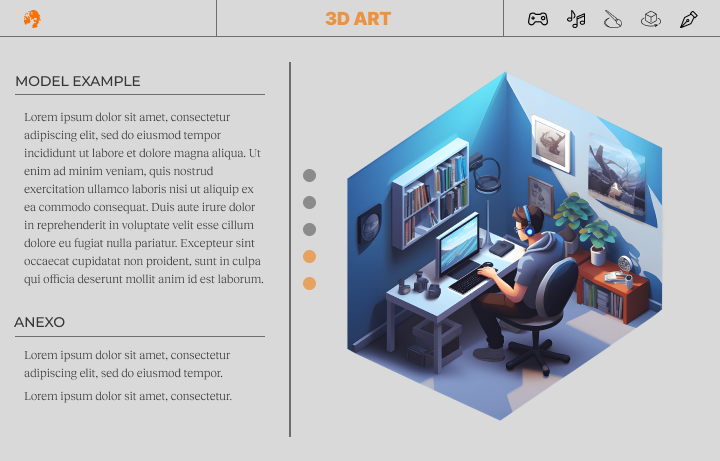 3D ART
MODEL EXAMPLE
Lorem ipsum dolor sit amet, consectetur
adipiscing elit, sed do eiusmod tempor
incididunt ut labore et dolore magna aliqua. Ut
enim ad minim veniam, quis nostrud
exercitation ullamco laboris nisi ut aliquip ex
ea commodo consequat. Duis aute irure dolor
in reprehenderit in voluptate velit esse cillum
dolore eu fugiat nulla pariatur. Excepteur sint
occaecat cupidatat non proident, sunt in culpa
qui officia deserunt mollit anim id est laborum.
ANEXO
Lorem ipsum dolor sit amet, consectetur
adipiscing elit, sed do eiusmod tempor.
Lorem ipsum dolor sit amet, consectetur.